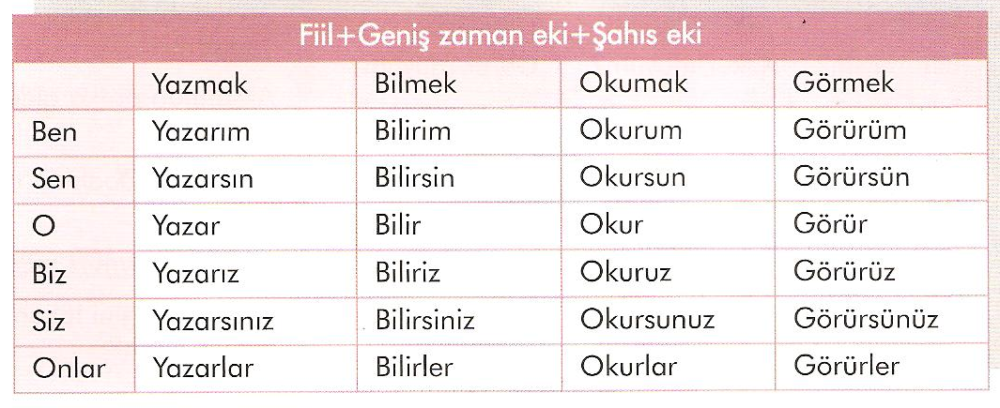 Fiil+Geniş zaman eki+Şahıs eki
Yazmak Bilmek Okumak Görmek
Ben Yazarım Bilirim Okurum Görürüm
Sen Yazarsın Bilirsin Okursun Görürsün
O Yazar Bilir Okur Görür
Biz Yazarız Biliriz Okuruz Görürüz
Siz Yazarsınız Bilirsiniz Okursunuz Görürsünüz
Onlar Yazarlar Bilirler Okurlar Görürler